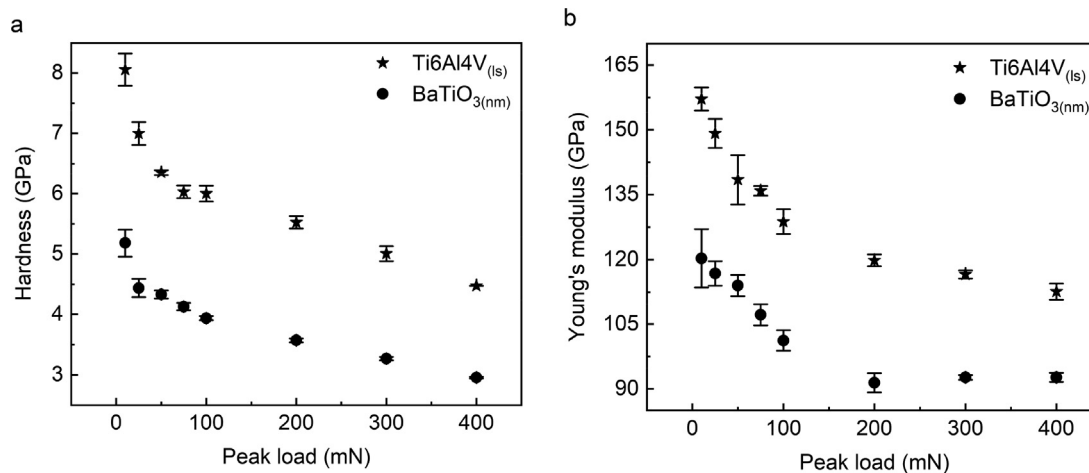 a
Hardness (GPa)
8
7
6
5
4
3
0 100 200 300 400
Peak load (mN)
Ti6Al4V(ls)
BaTiO3(nm)
b
Young's modulus (GPa)
165
150
135
120
105
90
0 100 200 300 400
Peak load (mN)
Ti6Al4V(ls)
BaTiO3(nm)